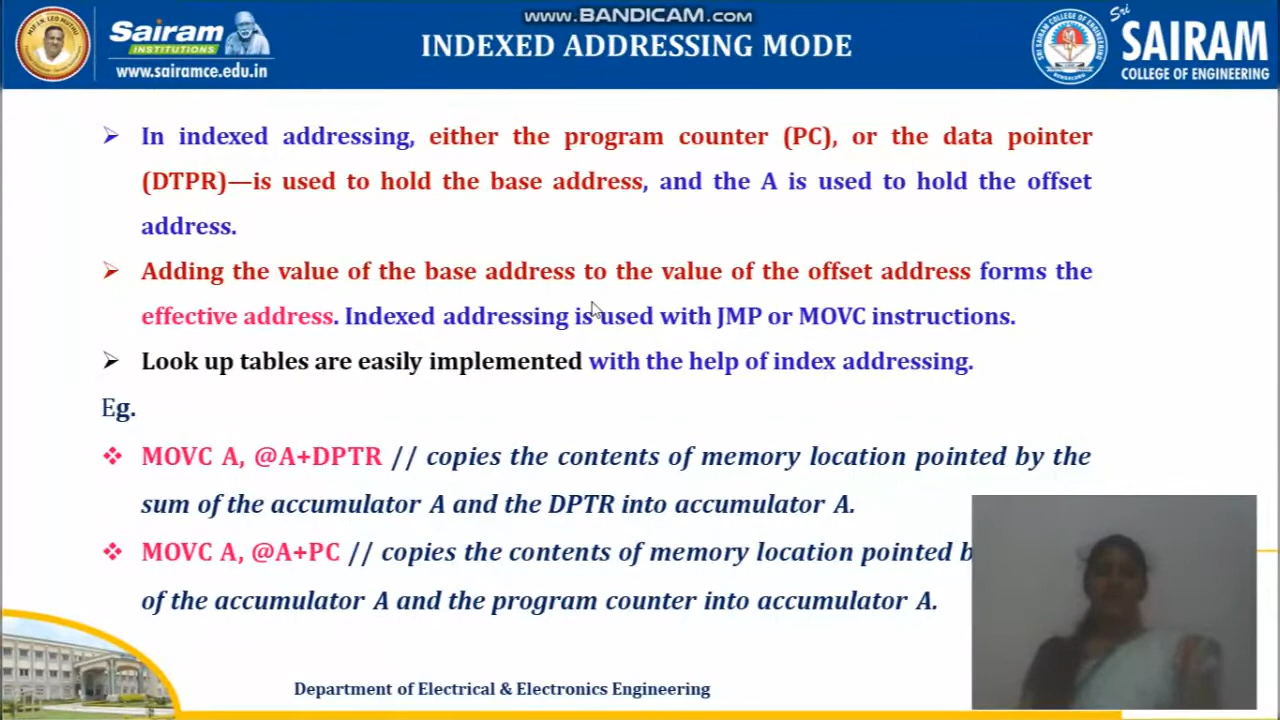 www.BANDICAM.com
Sairam
INSTITUTIONS
www.sairamce.edu.in
INDEXED ADDRESSING MODE
Sri
SAIRAM
COLLEGE OF ENGINEERING
In indexed addressing, either the program counter (PC), or the data pointer
(DTPR)—is used to hold the base address, and the A is used to hold the offset
address.
Adding the value of the base address to the value of the offset address forms the
effective address. Indexed addressing is used with JMP or MOVC instructions.
Look up tables are easily implemented with the help of index addressing.
Eg.
MOVC A, @A+DPTR // copies the contents of memory location pointed by the
sum of the accumulator A and the DPTR into accumulator A.
MOVC A, @A+PC // copies the contents of memory location pointed
of the accumulator A and the program counter into accumulator A.
Department of Electrical & Electronics Engineering